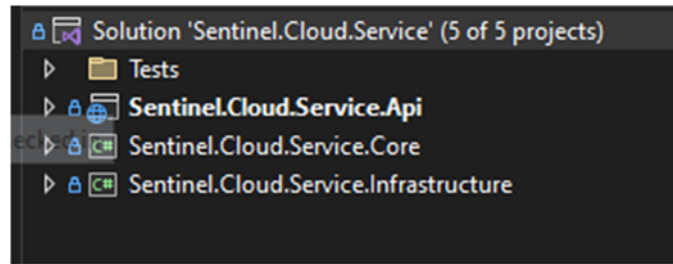 Solution 'Sentinel.Cloud.Service' (5 of 5 projects)
Tests
Sentinel.Cloud.Service.Api
C# Sentinel.Cloud.Service.Core
C# Sentinel.Cloud.Service.Infrastructure